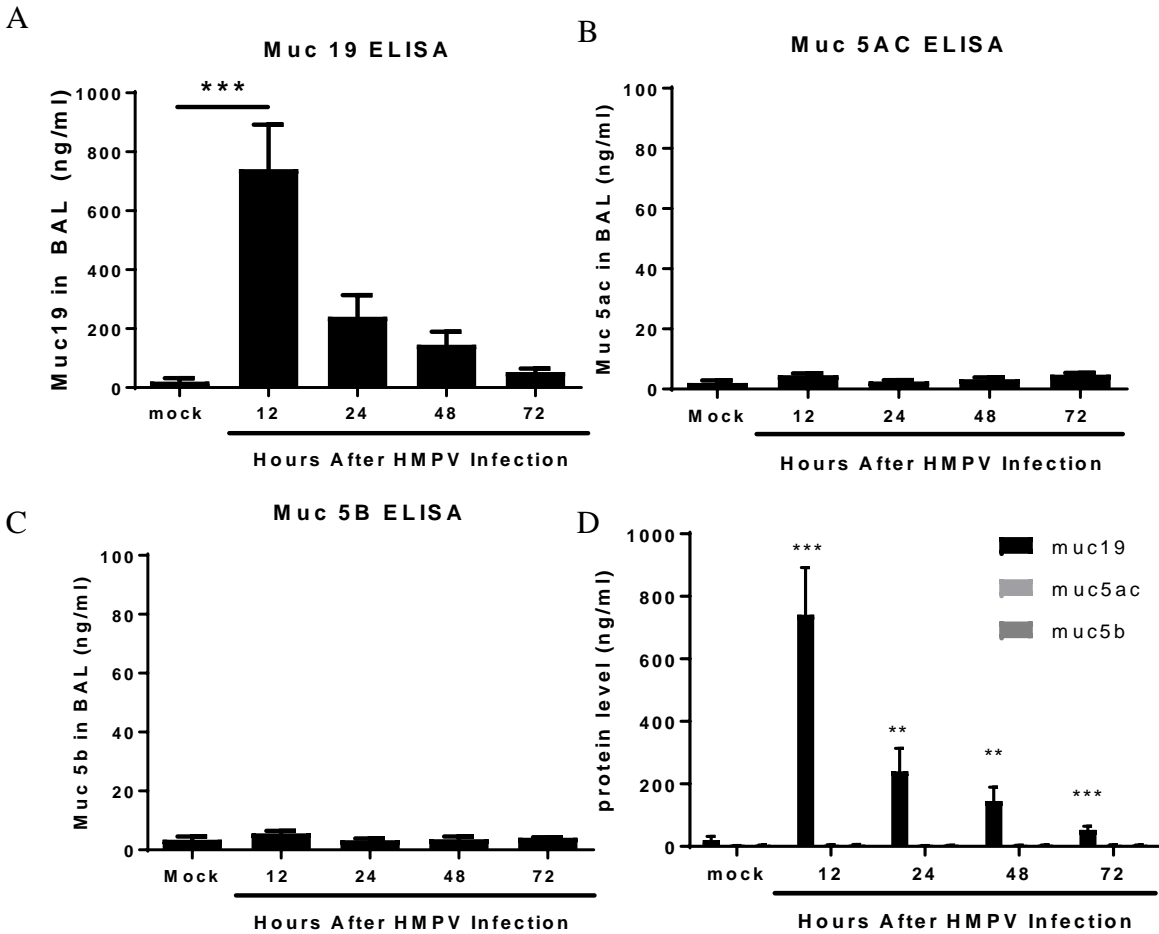 A
Muc 19 ELISA
Muc19 in BAL (ng/ml)
1000
800
600
400
200
0
***
mock 12 24 48 72
Hours After HMPV Infection
B
Muc 5AC ELISA
Muc 5ac in BAL (ng/ml)
100
80
60
40
20
0
Mock 12 24 48 72
Hours After HMPV Infection
C
Muc 5B ELISA
Muc 5b in BAL (ng/ml)
100
80
60
40
20
0
Mock 12 24 48 72
Hours After HMPV Infection
D
protein level (ng/ml)
1000
800
600
400
200
0
***
**
**
***
muc19
muc5ac
muc5b
mock 12 24 48 72
Hours After HMPV Infection